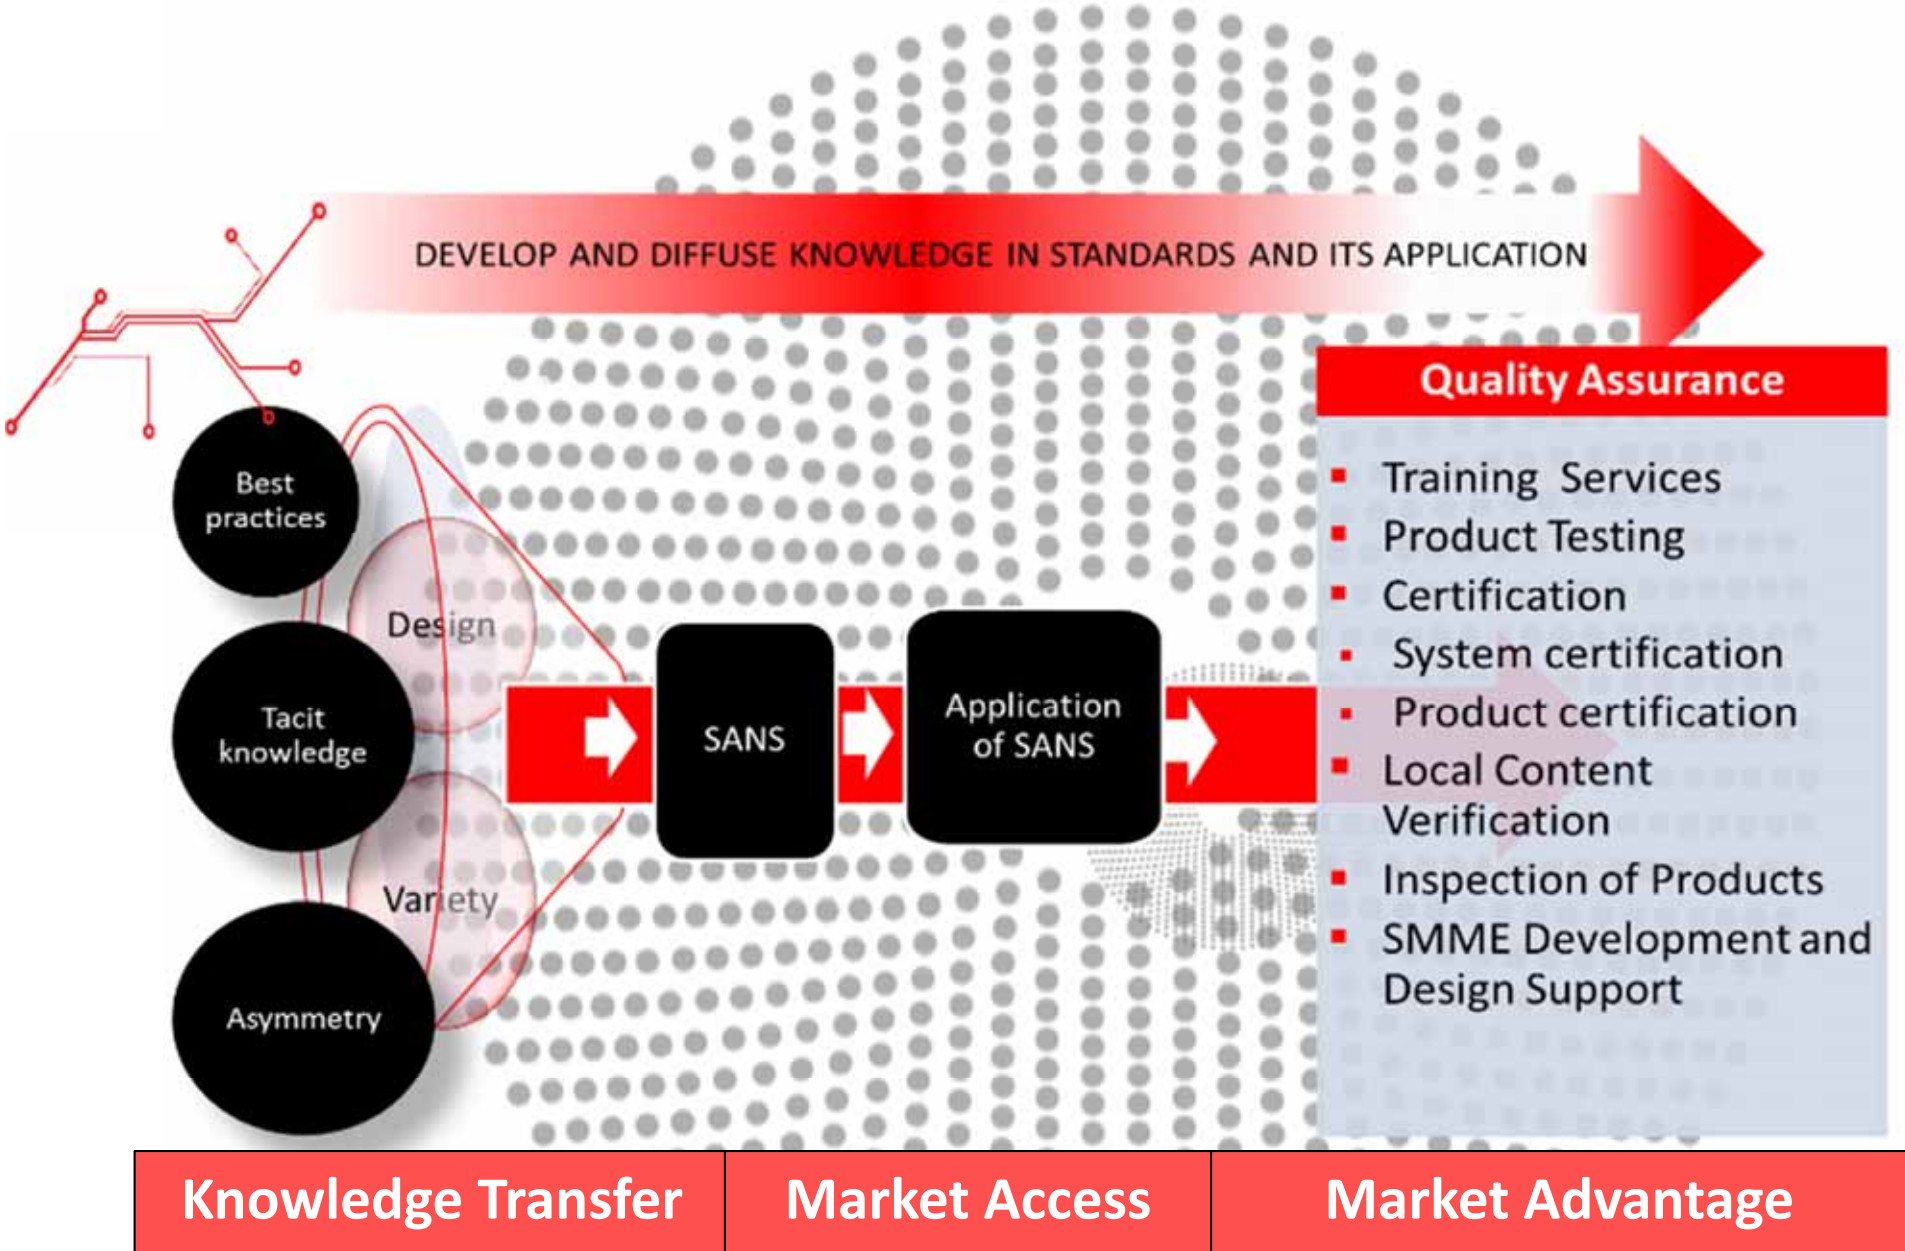 DEVELOP AND DIFFUSE KNOWLEDGE IN STANDARDS AND ITS APPLICATION
Best
practices
Design
Tacit
knowledge
Variety
Asymmetry
SANS
Application
of SANS
Quality Assurance
Training Services
Product Testing
Certification
System certification
Product certification
Local Content
Verification
Inspection of Products
SMME Development and
Design Support
Knowledge Transfer
Market Access
Market Advantage